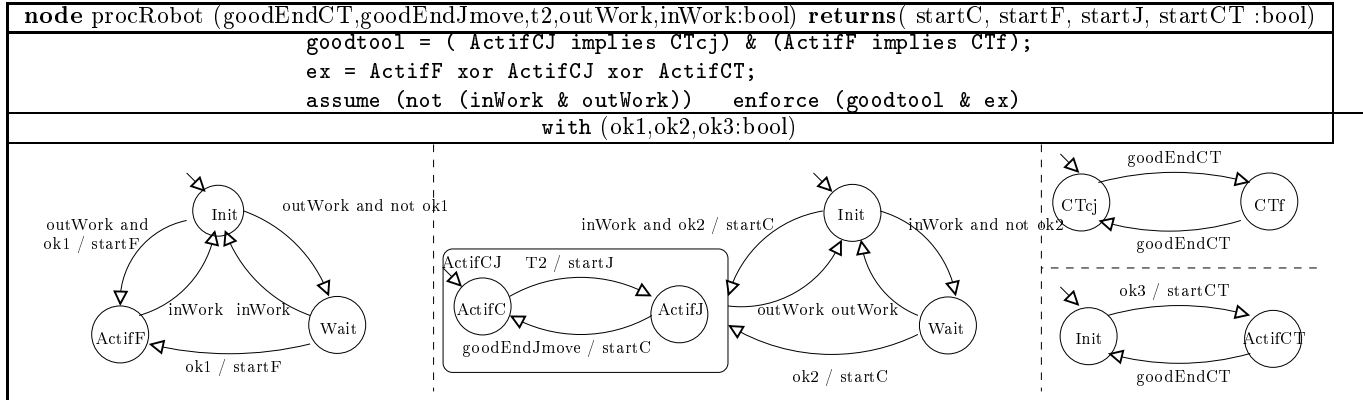 node procRobot (goodEndCT,goodEndJmove,t2,outWork,inWork:bool) returns( startC, startF, startJ, startCT :bool)
goodtool = ( ActifCJ implies CTcj) & (ActifF implies CTf);
ex = ActifF xor ActifCJ xor ActifCT;
assume (not (inWork & outWork)) enforce (goodtool & ex)
with (ok1,ok2,ok3:bool)
Init
outWork and not ok1
outWork and
ok1 / startF
inWork
inWork
ActifF
Wait
ok1 / startF
Init
inWork and ok2 / startC
inWork and not ok2
ActifCJ
T2 / startJ
ActifC
ActifJ
outWork
outWork
Wait
goodEndJmove / startC
ok2 / startC
goodEndCT
CTcj
CTf
goodEndCT
ok3 / startCT
Init
ActifCT
goodEndCT